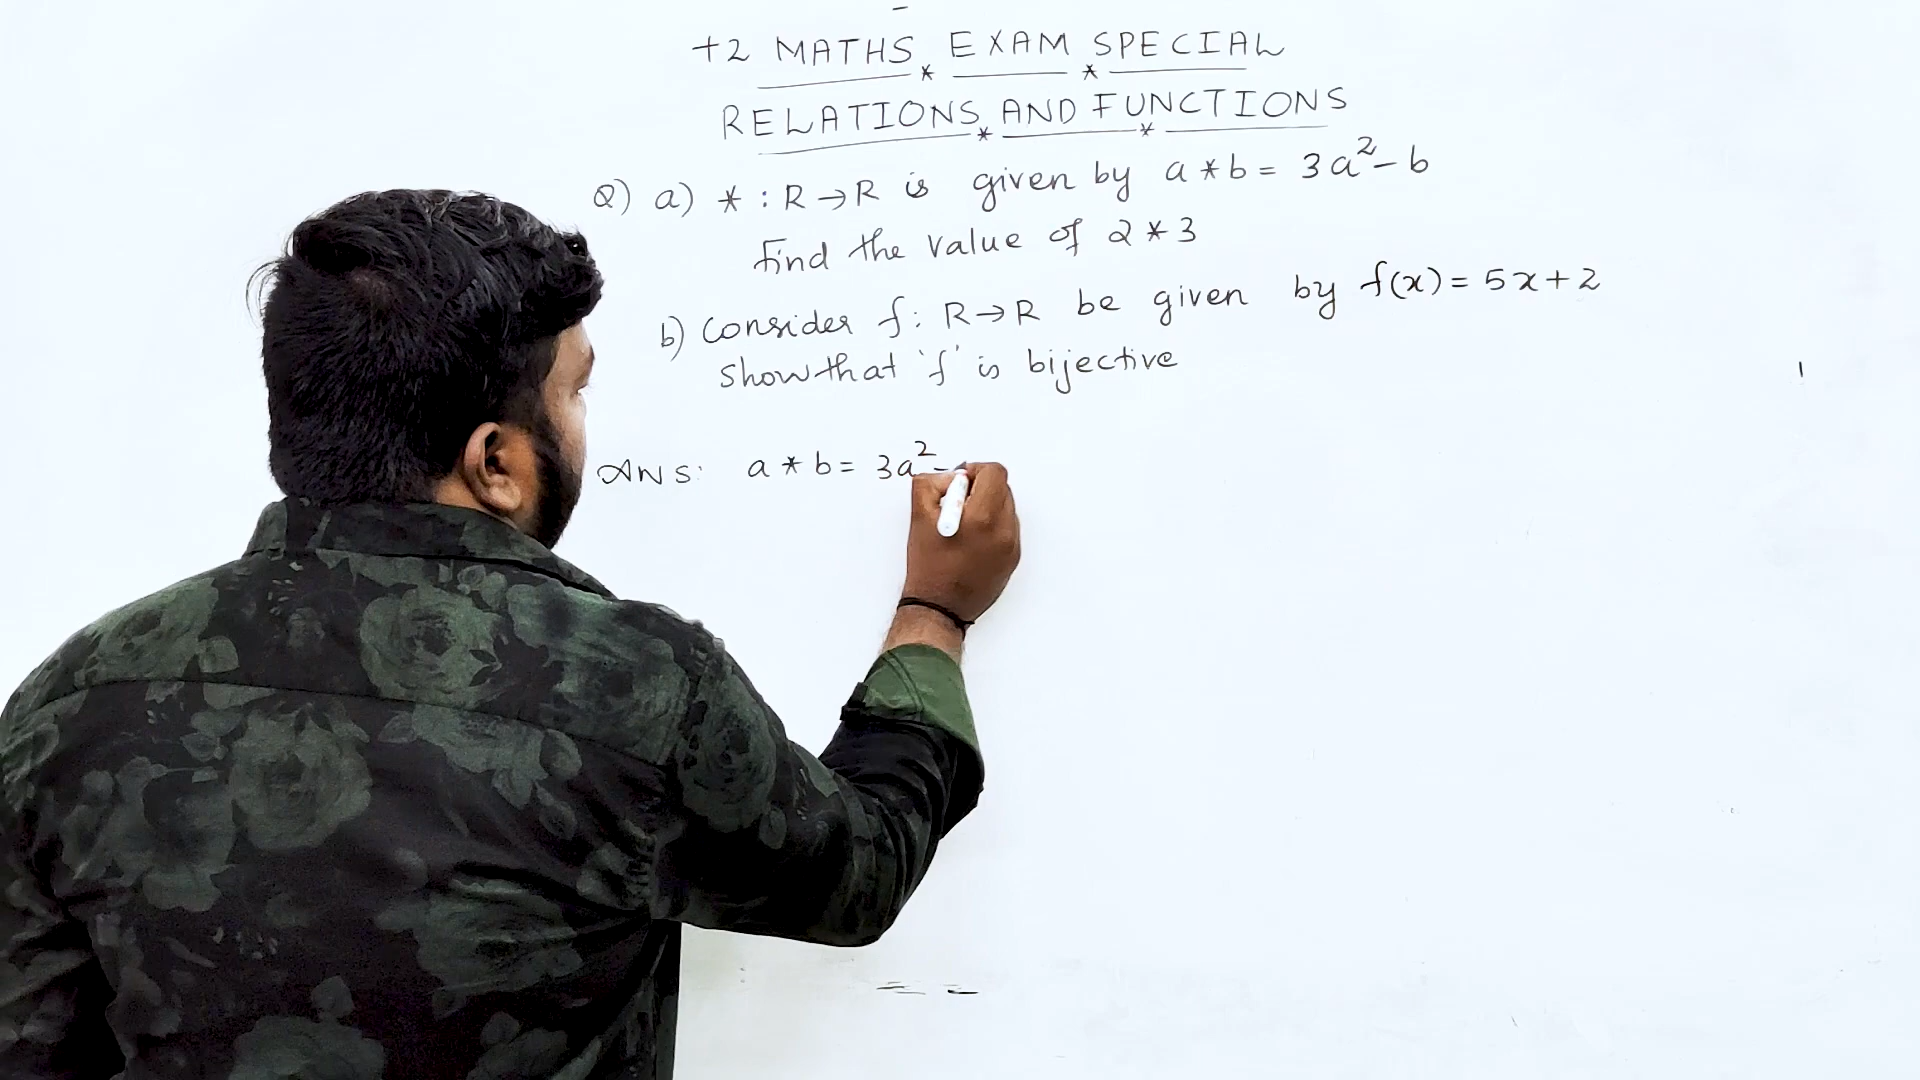 +2 MATHS EXAM SPECIAL
RELATIONS AND FUNCTIONS
Q) a) * : R→R is given by a * b = 3a²- b
find the value of 2 * 3
b) Consider f: R→R be given by f(x) = 5x+2
show that 'f' is bijective
ANS: a * b = 3a² -